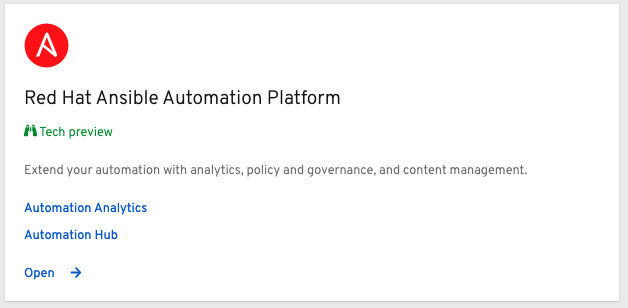 Red Hat Ansible Automation Platform
Tech preview
Extend your automation with analytics, policy and governance, and content management.
Automation Analytics
Automation Hub
Open